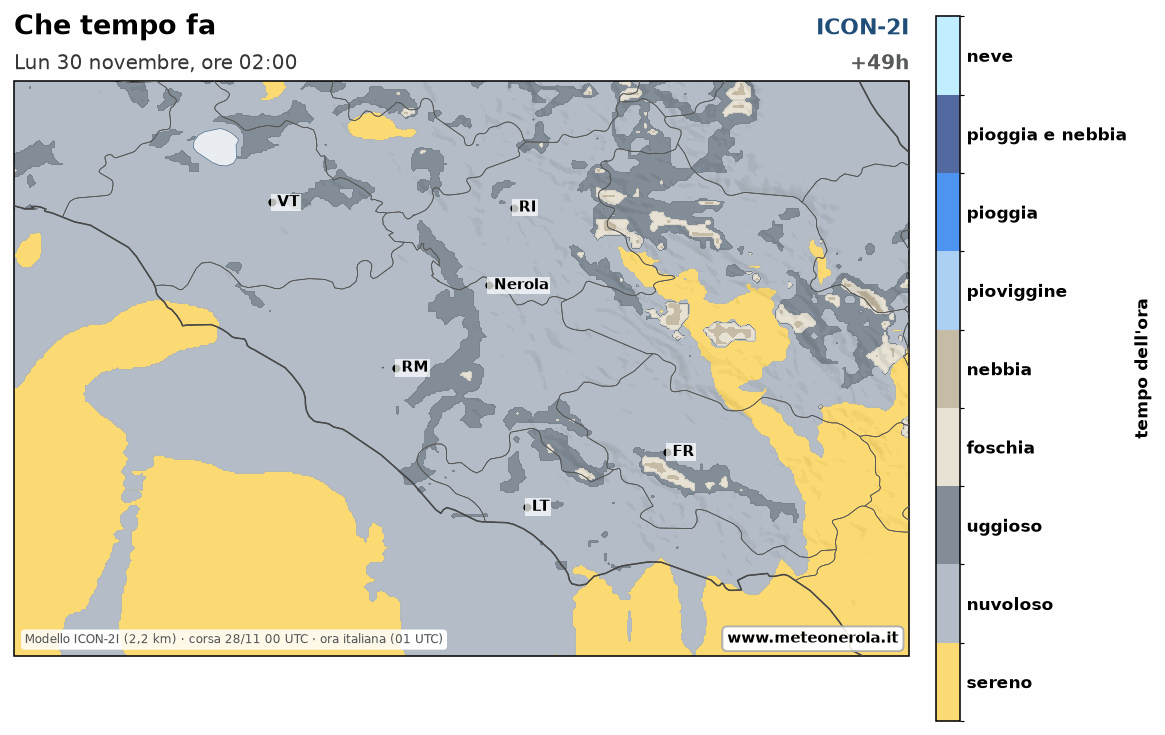 Che tempo fa
ICON-2I
Lun 30 novembre, ore 02:00
+49h
neve
pioggia e nebbia
pioggia
pioviggine
nebbia
foschia
uggioso
nuvoloso
sereno
tempo dell'ora
VT
RI
Nerola
RM
FR
LT
Modello ICON-2I (2,2 km) · corsa 28/11 00 UTC · ora italiana (01 UTC)
www.meteonerola.it